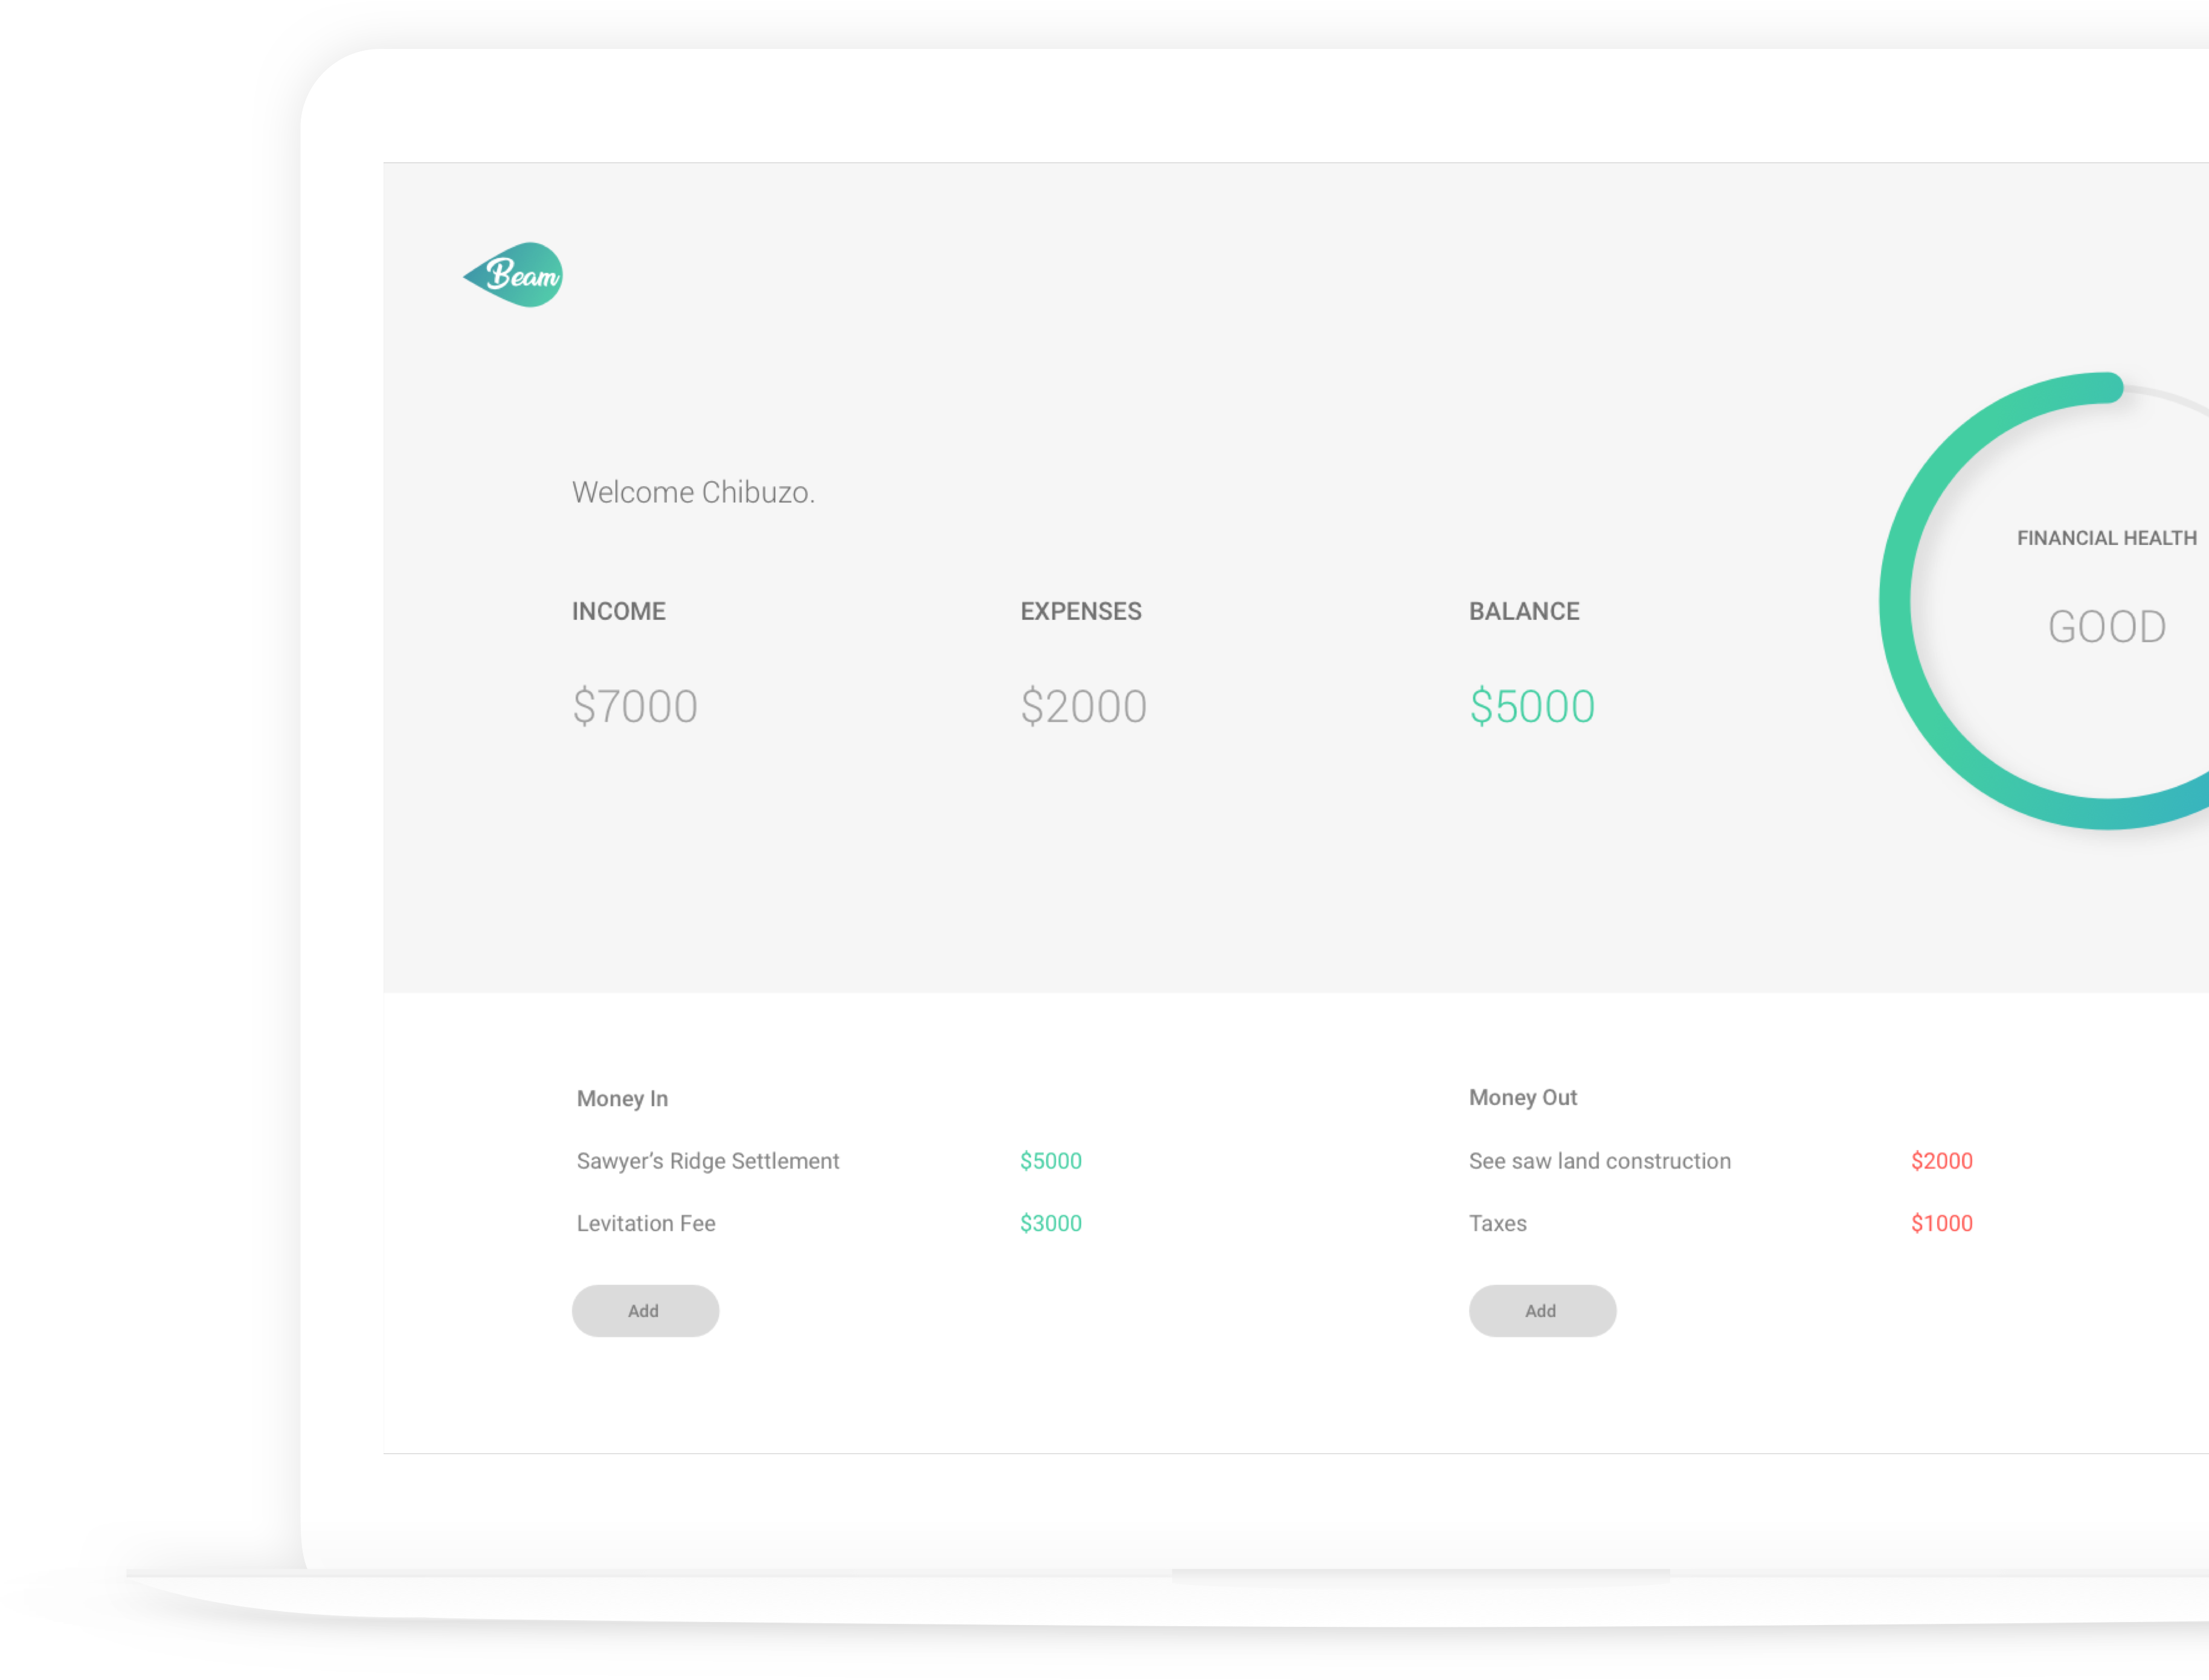 Beam
Welcome Chibuzo.
INCOME
EXPENSES
BALANCE
$7000
$2000
$5000
FINANCIAL HEALTH
GOOD
Money In
Sawyer’s Ridge Settlement
$5000
Levitation Fee
$3000
Add
Money Out
See saw land construction
$2000
Taxes
$1000
Add